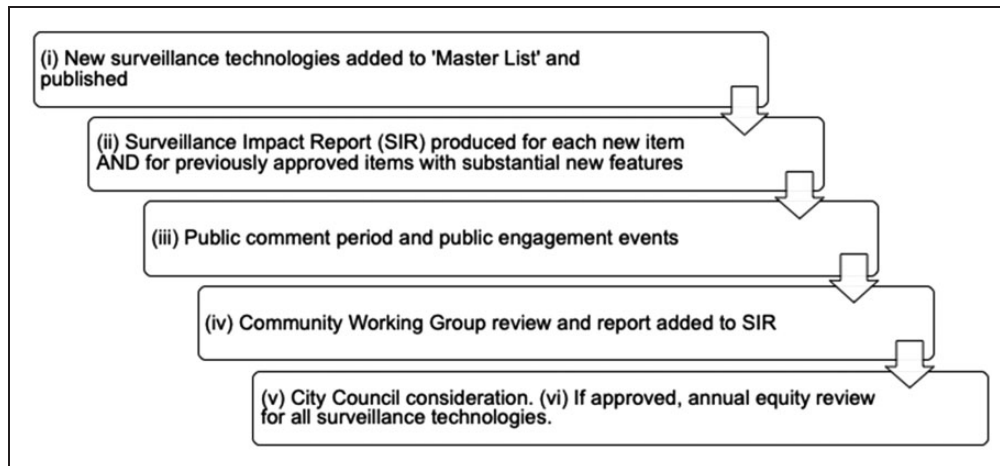 (i) New surveillance technologies added to 'Master List' and
published
(ii) Surveillance Impact Report (SIR) produced for each new item
AND for previously approved items with substantial new features
(iii) Public comment period and public engagement events
(iv) Community Working Group review and report added to SIR
(v) City Council consideration. (vi) If approved, annual equity review
for all surveillance technologies.